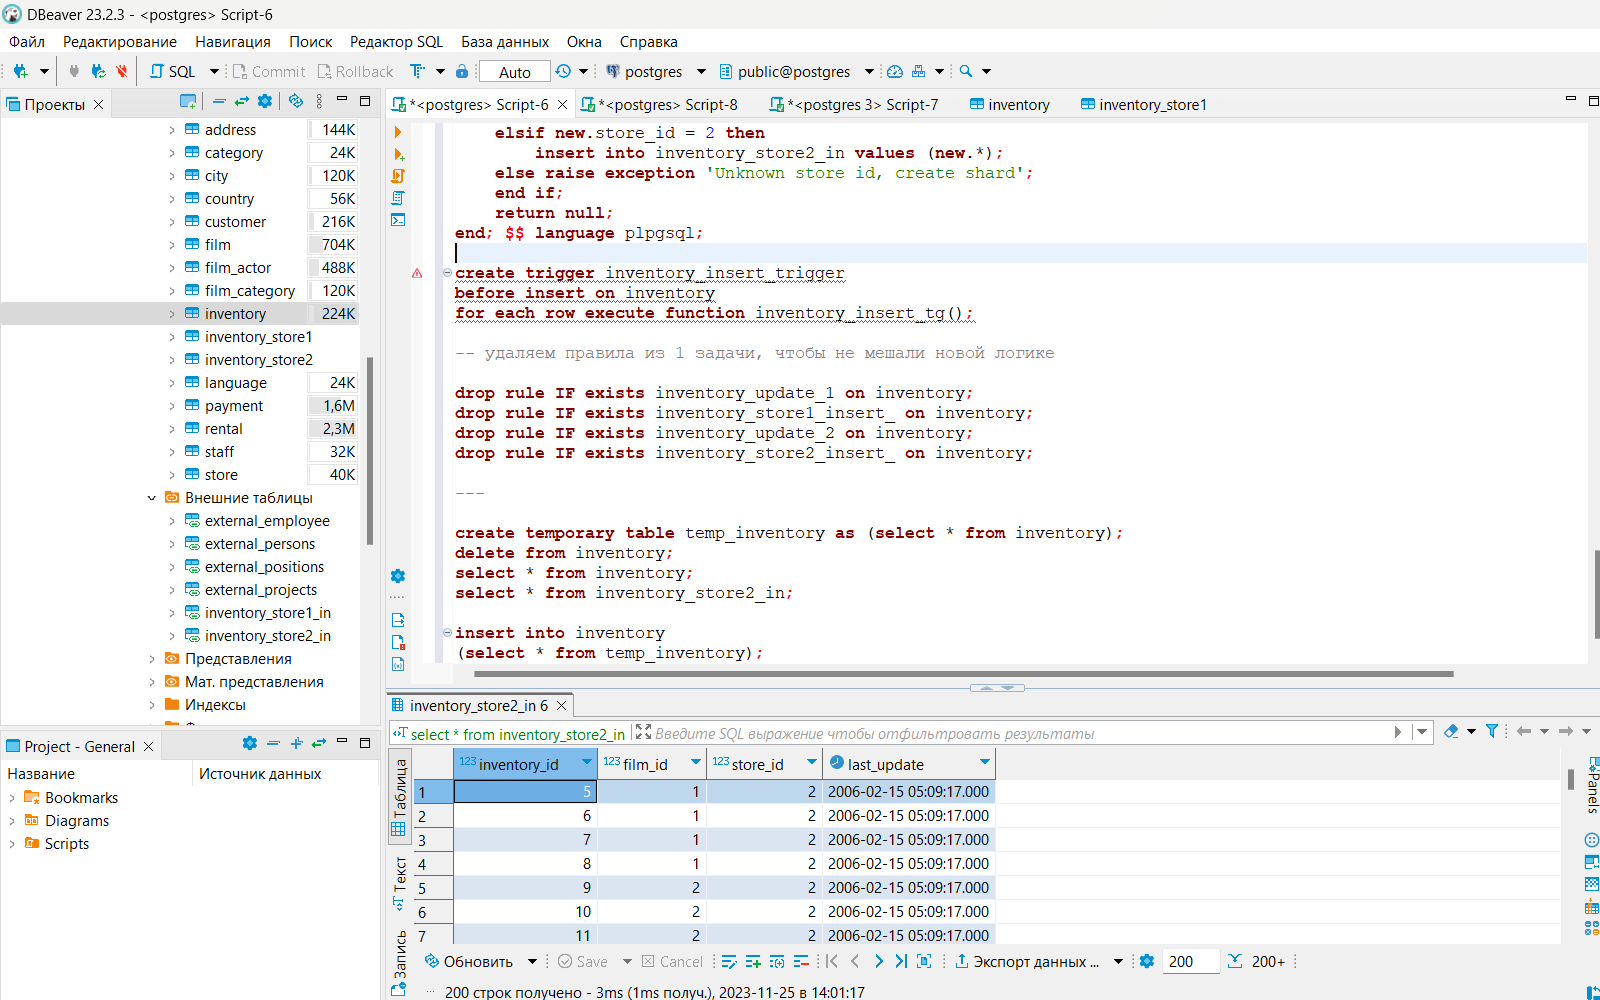 DBeaver 23.2.3 - <postgres> Script-6
Файл Редактирование Навигация Поиск Редактор SQL База данных Окна Справка
SQL Commit Rollback Auto postgres public@postgres
Проекты
address 144K
category 24K
city 120K
country 56K
customer 216K
film 704K
film_actor 488K
film_category 120K
inventory 224K
inventory_store1
inventory_store2
language 24K
payment 1,6M
rental 2,3M
staff 32K
store 40K
Внешние таблицы
external_employee
external_persons
external_positions
external_projects
inventory_store1_in
inventory_store2_in
Представления
Мат. представления
Индексы
Project - General
Название Источник данных
Bookmarks
Diagrams
Scripts
*<postgres> Script-6 *<postgres> Script-8 *<postgres 3> Script-7 inventory inventory_store1
elsif new.store_id = 2 then
insert into inventory_store2_in values (new.*);
else raise exception 'Unknown store id, create shard';
end if;
return null;
end; $$ language plpgsql;
create trigger inventory_insert_trigger
before insert on inventory
for each row execute function inventory_insert_tg();
-- удаляем правила из 1 задачи, чтобы не мешали новой логике
drop rule IF exists inventory_update_1 on inventory;
drop rule IF exists inventory_store1_insert_ on inventory;
drop rule IF exists inventory_update_2 on inventory;
drop rule IF exists inventory_store2_insert_ on inventory;
---
create temporary table temp_inventory as (select * from inventory);
delete from inventory;
select * from inventory;
select * from inventory_store2_in;
insert into inventory
(select * from temp_inventory);
inventory_store2_in 6
select * from inventory_store2_in Введите SQL выражение чтобы отфильтровать результаты
Таблица
Текст
Запись
Panels
123 inventory_id 123 film_id 123 store_id last_update
1 5 1 2 2006-02-15 05:09:17.000
2 6 1 2 2006-02-15 05:09:17.000
3 7 1 2 2006-02-15 05:09:17.000
4 8 1 2 2006-02-15 05:09:17.000
5 9 2 2 2006-02-15 05:09:17.000
6 10 2 2 2006-02-15 05:09:17.000
7 11 2 2 2006-02-15 05:09:17.000
Обновить Save Cancel Экспорт данных ... 200 200+
200 строк получено - 3ms (1ms получ.), 2023-11-25 в 14:01:17